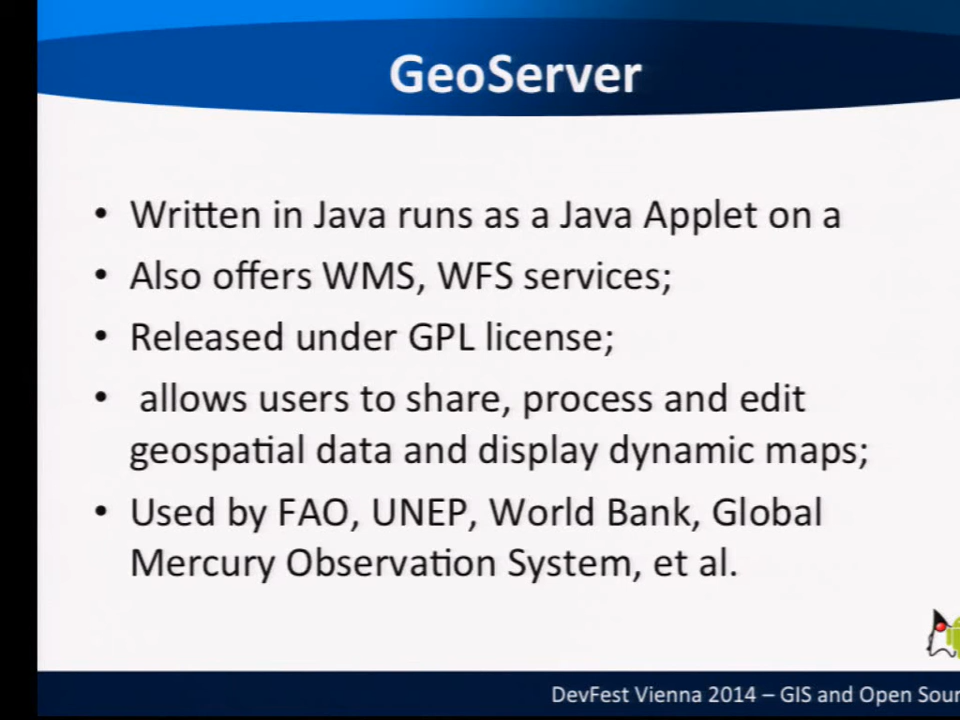 GeoServer
• Written in Java runs as a Java Applet on a
• Also offers WMS, WFS services;
• Released under GPL license;
• allows users to share, process and edit
geospatial data and display dynamic maps;
• Used by FAO, UNEP, World Bank, Global
Mercury Observation System, et al.
DevFest Vienna 2014 – GIS and Open Sour